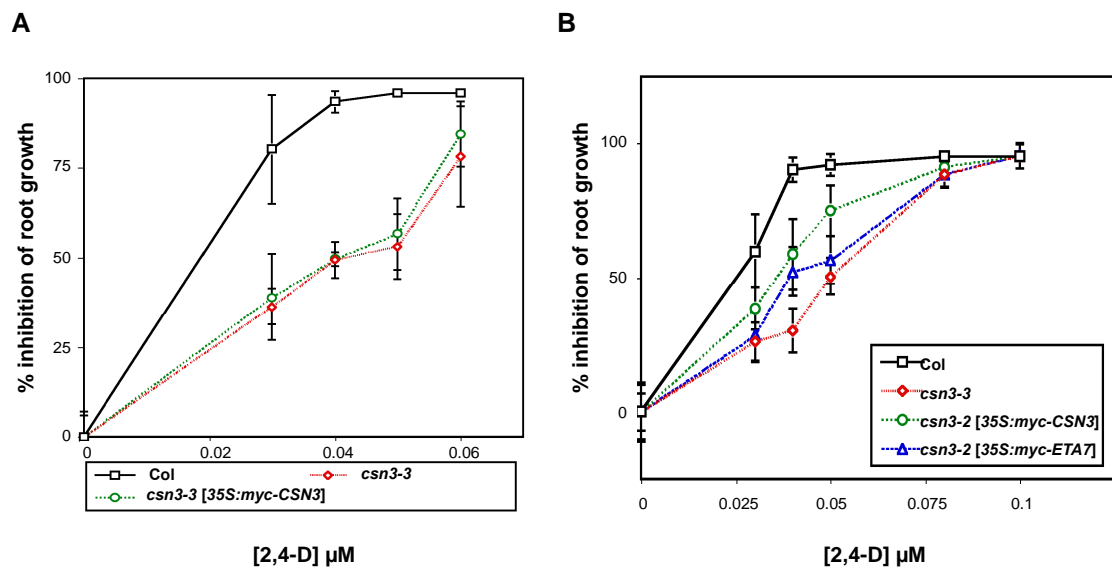 A
% inhibition of root growth
100
75
50
25
0
0
0.02
0.04
0.06
Col
csn3-3
csn3-3 [35S:myc-CSN3]
[2,4-D] µM
B
% inhibition of root growth
100
50
0
0
0.025
0.05
0.075
0.1
Col
csn3-3
csn3-2 [35S:myc-CSN3]
csn3-2 [35S:myc-ETA7]
[2,4-D] µM